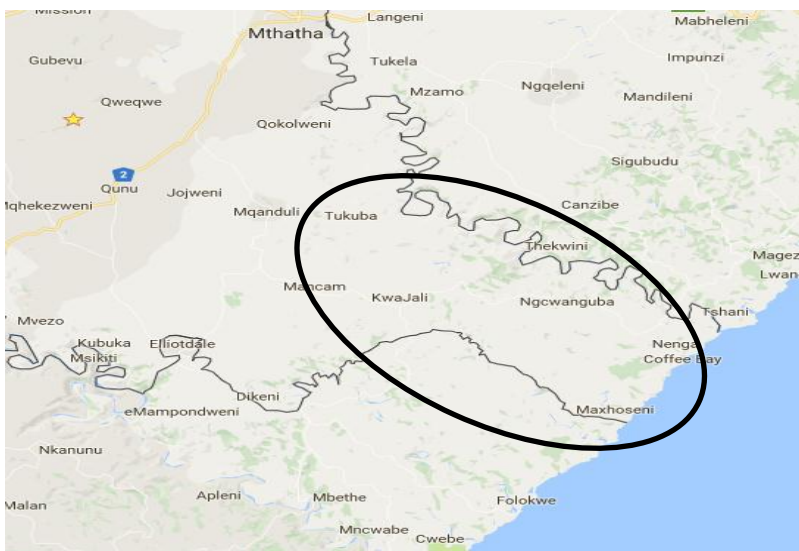 Mission
Langeni
Mabheleni
Mthatha
Gubevu
Tukela
Impunzi
Mzamo
Ngqeleni
Mandileni
Qweqwe
Qokolweni
Sigubudu
2
Qunu
Jojweni
Mqhekezweni
Mqanduli
Tukuba
Canzibe
Thekwini
Magez
Lwan
Mancam
KwaJali
Ngcwanguba
Tshani
Mvezo
Kubuka
Msikiti
Elliotdale
Nenga
Coffee Bay
Dikeni
eMampondweni
Maxhoseni
Nkanunu
Malan
Apleni
Mbethe
Folokwe
Mncwabe
Cwebe